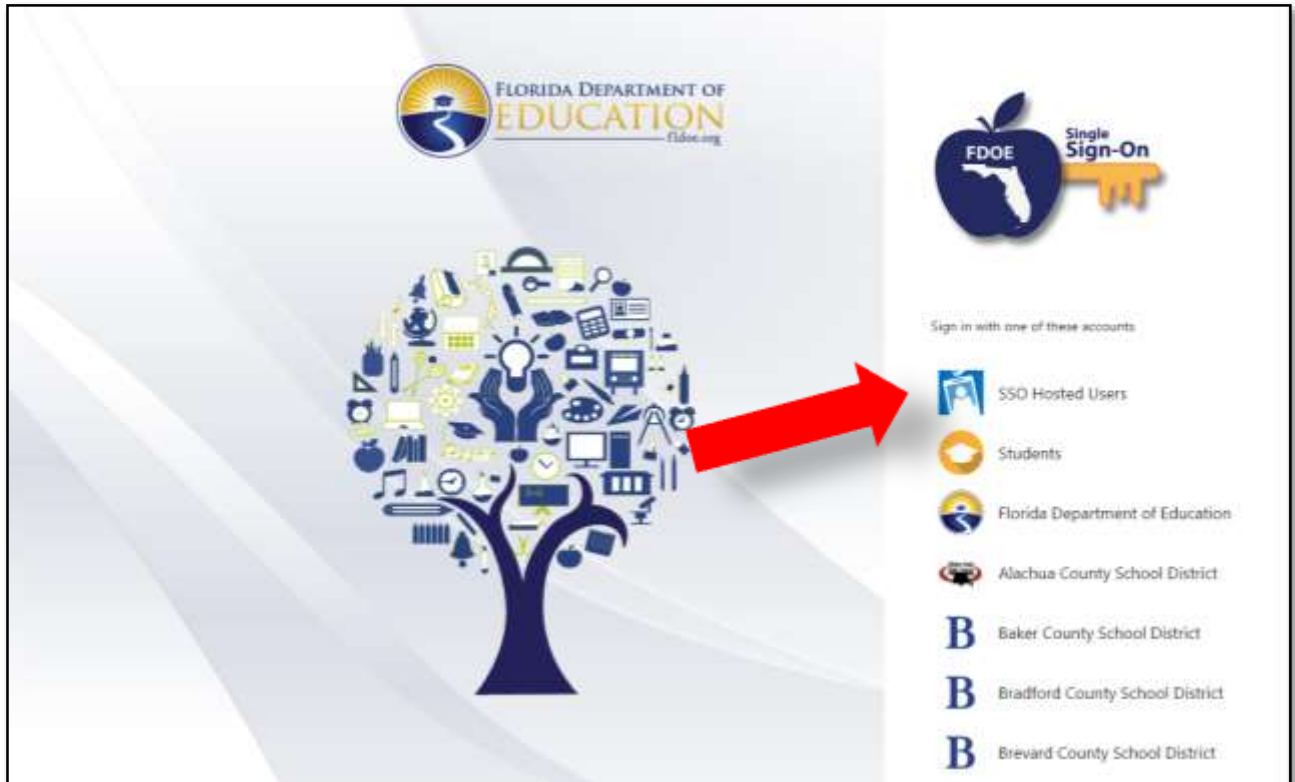 FLORIDA DEPARTMENT OF
EDUCATION
fldoe.org
FDOE
Single
Sign-On
Sign in with one of these accounts
SSO Hosted Users
Students
Florida Department of Education
Alachua County School District
B Baker County School District
B Bradford County School District
B Brevard County School District